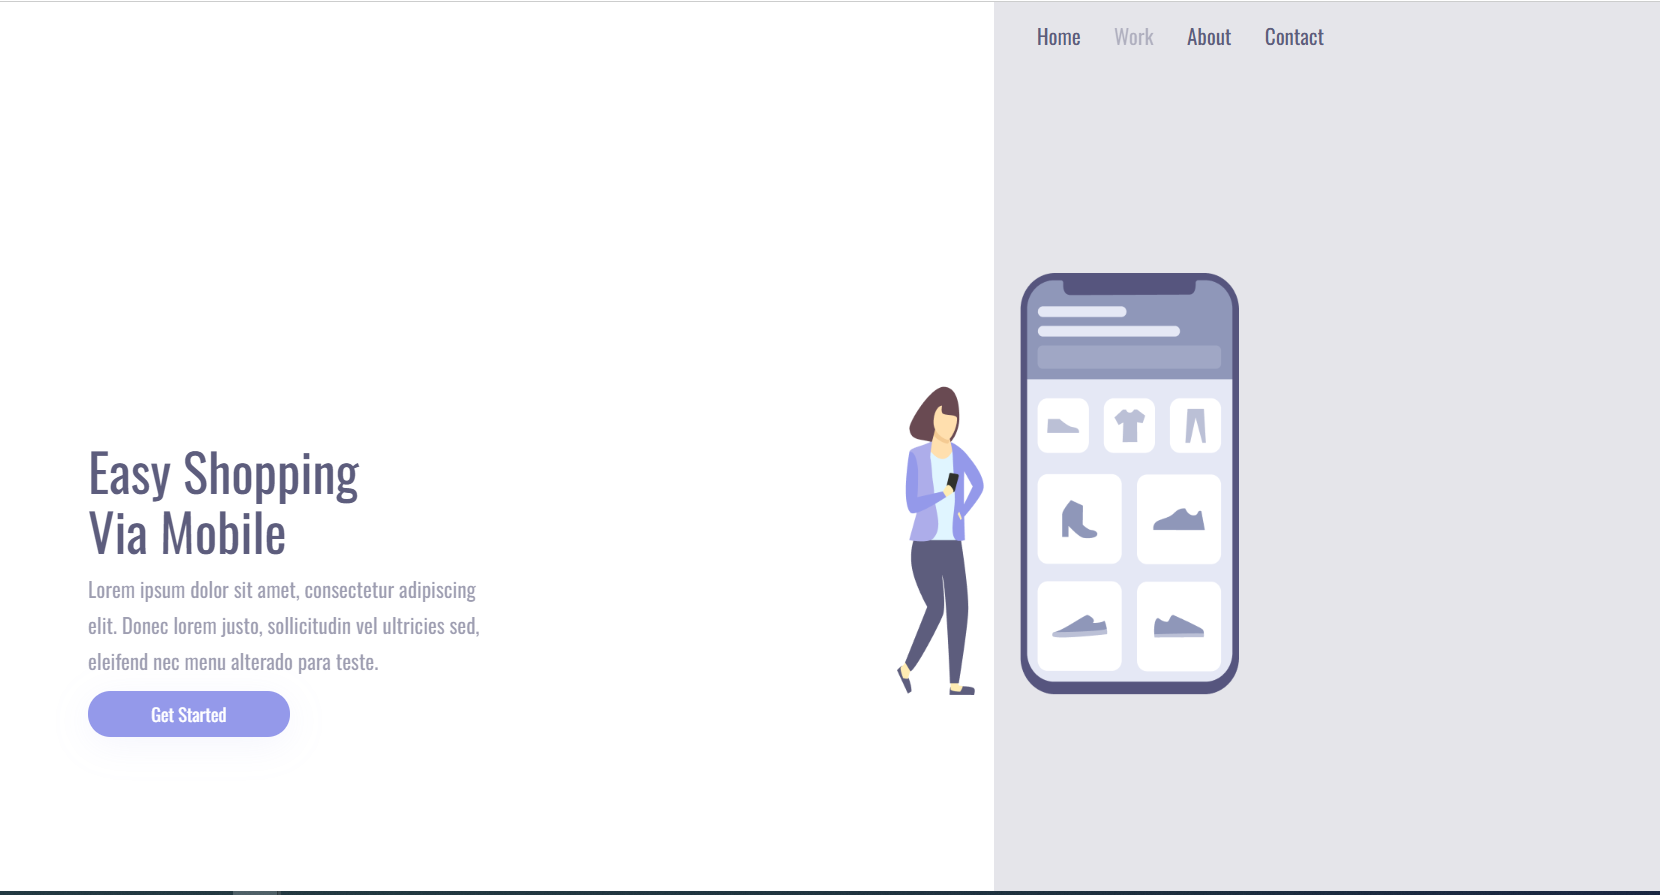 Home Work About Contact
Easy Shopping
Via Mobile
Lorem ipsum dolor sit amet, consectetur adipiscing
elit. Donec lorem justo, sollicitudin vel ultricies sed,
eleifend nec menu alterado para teste.
Get Started